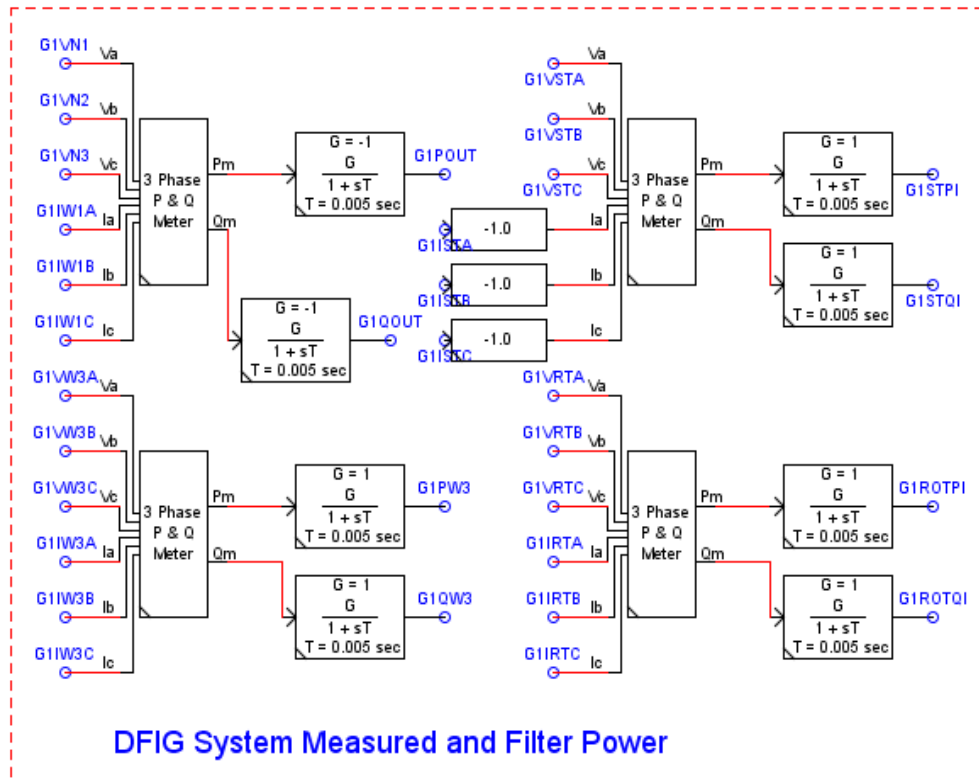 G1VN1
Va
G1VN2
Vb
G1VN3
Vc
G1IW1A
Ia
G1IW1B
Ib
G1IW1C
Ic
3 Phase
P & Q
Meter
Pm
Qm
G = -1
G
1 + sT
T = 0.005 sec
G1POUT
G = -1
G
1 + sT
T = 0.005 sec
G1QOUT
G1VSTA
Va
G1VSTB
Vb
G1VSTC
Vc
G1ISTA
-1.0
Ia
G1ISTB
-1.0
Ib
G1ISTC
-1.0
Ic
3 Phase
P & Q
Meter
Pm
Qm
G = 1
G
1 + sT
T = 0.005 sec
G1STPI
G = 1
G
1 + sT
T = 0.005 sec
G1STQI
G1VW3A
Va
G1VW3B
Vb
G1VW3C
Vc
G1IW3A
Ia
G1IW3B
Ib
G1IW3C
Ic
3 Phase
P & Q
Meter
Pm
Qm
G = 1
G
1 + sT
T = 0.005 sec
G1PW3
G = 1
G
1 + sT
T = 0.005 sec
G1QW3
G1VRTA
Va
G1VRTB
Vb
G1VRTC
Vc
G1IRTA
Ia
G1IRTB
Ib
G1IRTC
Ic
3 Phase
P & Q
Meter
Pm
Qm
G = 1
G
1 + sT
T = 0.005 sec
G1ROTPI
G = 1
G
1 + sT
T = 0.005 sec
G1ROTQI
DFIG System Measured and Filter Power